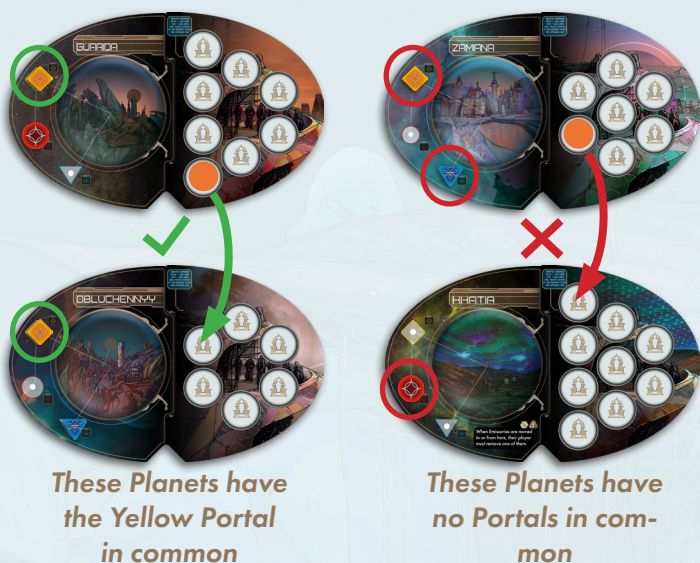 GUARIDA
ZAMANA
OBLUCHENNYY
KHATIR
When Emissaries are moved
to or from here, their player
must remove one of them.
These Planets have
the Yellow Portal
in common
These Planets have
no Portals in com-
mon